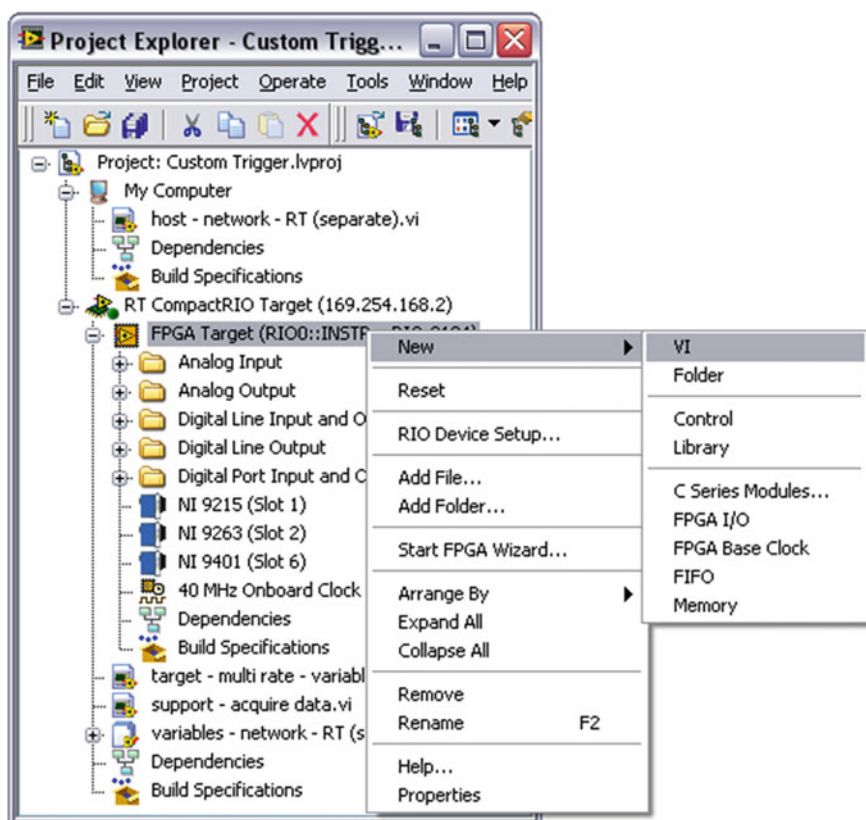 Project Explorer - Custom Trigg...
File Edit View Project Operate Tools Window Help
Project: Custom Trigger.lvproj
My Computer
host - network - RT (separate).vi
Dependencies
Build Specifications
RT CompactRIO Target (169.254.168.2)
FPGA Target (RIO0::INSTR
Analog Input
Analog Output
Digital Line Input and O
Digital Line Output
Digital Port Input and O
NI 9215 (Slot 1)
NI 9263 (Slot 2)
NI 9401 (Slot 6)
40 MHz Onboard Clock
Dependencies
Build Specifications
target - multi rate - variabl
support - acquire data.vi
variables - network - RT (s
Dependencies
Build Specifications
New
Reset
RIO Device Setup...
Add File...
Add Folder...
Start FPGA Wizard...
Arrange By
Expand All
Collapse All
Remove
Rename F2
Help...
Properties
VI
Folder
Control
Library
C Series Modules...
FPGA I/O
FPGA Base Clock
FIFO
Memory